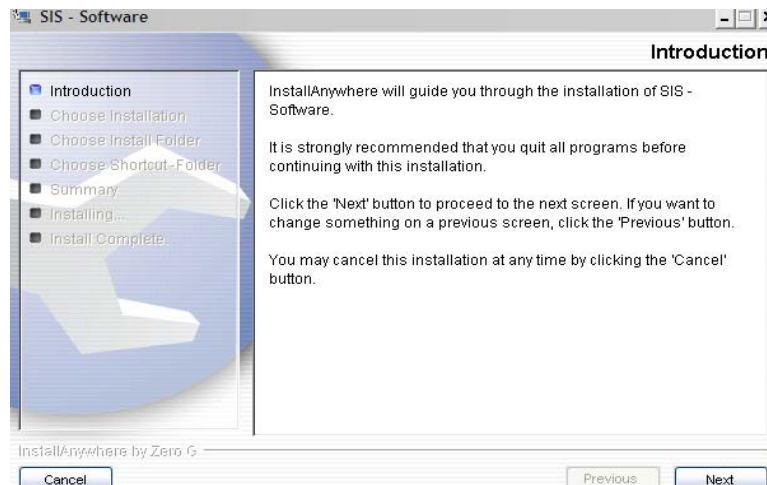 SIS - Software
Introduction
Introduction
Choose Installation
Choose Install Folder
Choose Shortcut-Folder
Summary
Installing...
Install Complete
InstallAnywhere will guide you through the installation of SIS -
Software.
It is strongly recommended that you quit all programs before
continuing with this installation.
Click the 'Next' button to proceed to the next screen. If you want to
change something on a previous screen, click the 'Previous' button.
You may cancel this installation at any time by clicking the 'Cancel'
button.
InstallAnywhere by Zero G
Cancel
Previous
Next